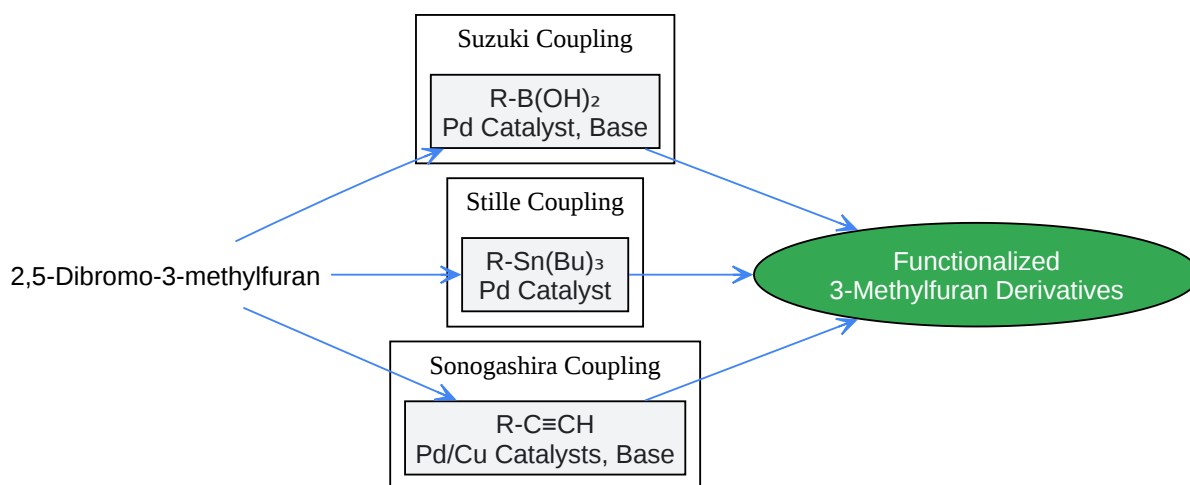 Suzuki Coupling
R-B(OH)₂
Pd Catalyst, Base
Stille Coupling
2,5-Dibromo-3-methylfuran
R-Sn(Bu)₃
Pd Catalyst
Functionalized
3-Methylfuran Derivatives
Sonogashira Coupling
R-C≡CH
Pd/Cu Catalysts, Base